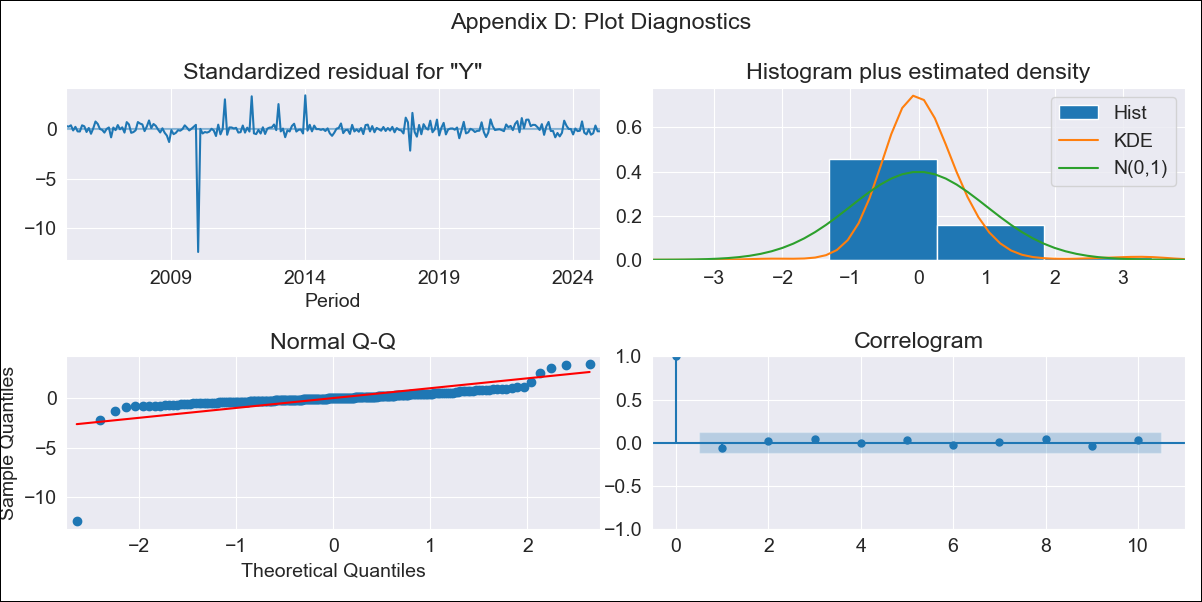 Appendix D: Plot Diagnostics
Standardized residual for "Y"
0
−5
−10
2009 2014 2019 2024
Period
Histogram plus estimated density
Hist
KDE
N(0,1)
0.6
0.4
0.2
0.0
−3 −2 −1 0 1 2 3
Normal Q-Q
Sample Quantiles
0
−5
−10
−2 −1 0 1 2
Theoretical Quantiles
Correlogram
1.0
0.5
0.0
−0.5
−1.0
0 2 4 6 8 10